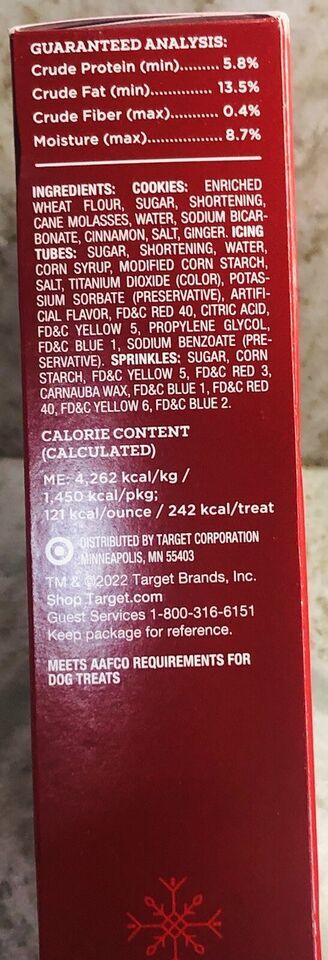 GUARANTEED ANALYSIS:
Crude Protein (min)......... 5.8%
Crude Fat (min).............. 13.5%
Crude Fiber (max)........... 0.4%
Moisture (max)................ 8.7%
INGREDIENTS: COOKIES: ENRICHED
WHEAT FLOUR, SUGAR, SHORTENING,
CANE MOLASSES, WATER, SODIUM BICAR-
BONATE, CINNAMON, SALT, GINGER. ICING
TUBES: SUGAR, SHORTENING, WATER,
CORN SYRUP, MODIFIED CORN STARCH,
SALT, TITANIUM DIOXIDE (COLOR), POTAS-
SIUM SORBATE (PRESERVATIVE), ARTIFI-
CIAL FLAVOR, FD&C RED 40, CITRIC ACID,
FD&C YELLOW 5, PROPYLENE GLYCOL,
FD&C BLUE 1, SODIUM BENZOATE (PRE-
SERVATIVE). SPRINKLES: SUGAR, CORN
STARCH, FD&C YELLOW 5, FD&C RED 3,
CARNAUBA WAX, FD&C BLUE 1, FD&C RED
40, FD&C YELLOW 6, FD&C BLUE 2.
CALORIE CONTENT
(CALCULATED)
ME: 4,262 kcal/kg /
1,450 kcal/pkg;
121 kcal/ounce / 242 kcal/treat
DISTRIBUTED BY TARGET CORPORATION
MINNEAPOLIS, MN 55403
TM & ©2022 Target Brands, Inc.
Shop Target.com
Guest Services 1-800-316-6151
Keep package for reference.
MEETS AAFCO REQUIREMENTS FOR
DOG TREATS